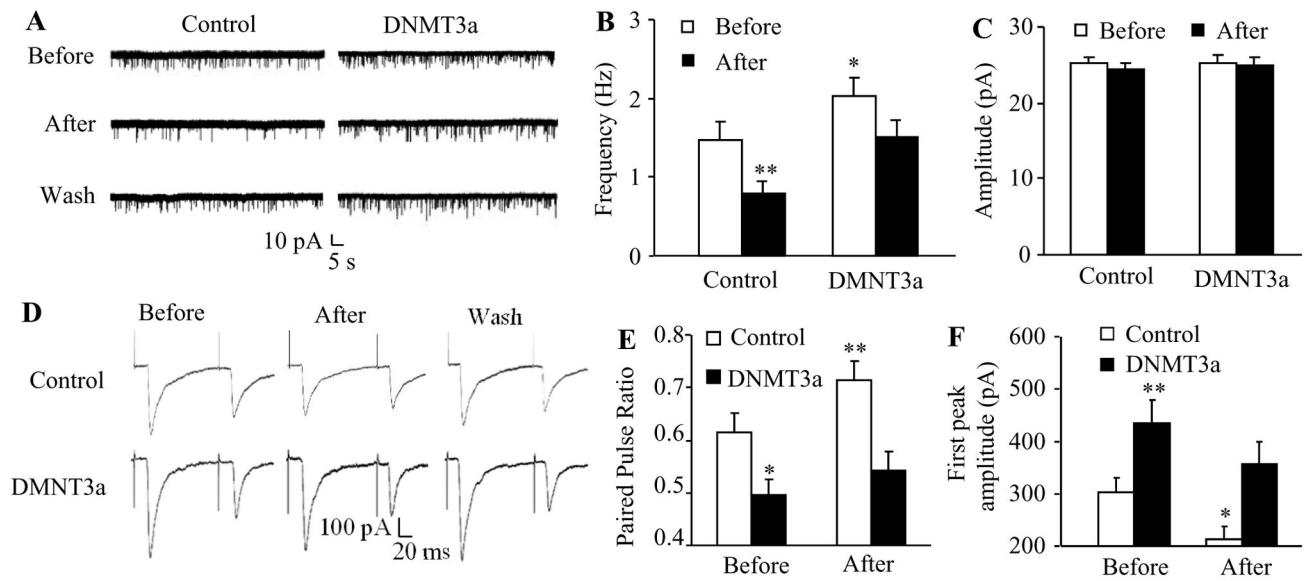 A
Control
DNMT3a
Before
After
Wash
10 pA
5 s
B
Before
After
Frequency (Hz)
3
2
1
0
*
**
Control
DMNT3a
C
Before
After
Amplitude (pA)
30
20
10
0
Control
DMNT3a
D
Before
After
Wash
Control
DMNT3a
100 pA
20 ms
E
Control
DNMT3a
Paired Pulse Ratio
0.8
0.7
0.6
0.5
0.4
*
**
Before
After
F
Control
DNMT3a
First peak
amplitude (pA)
600
500
400
300
200
**
*
Before
After